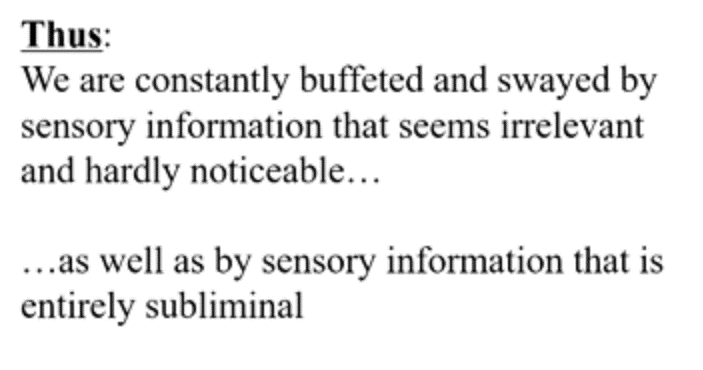 Thus:
We are constantly buffeted and swayed by
sensory information that seems irrelevant
and hardly noticeable…
…as well as by sensory information that is
entirely subliminal